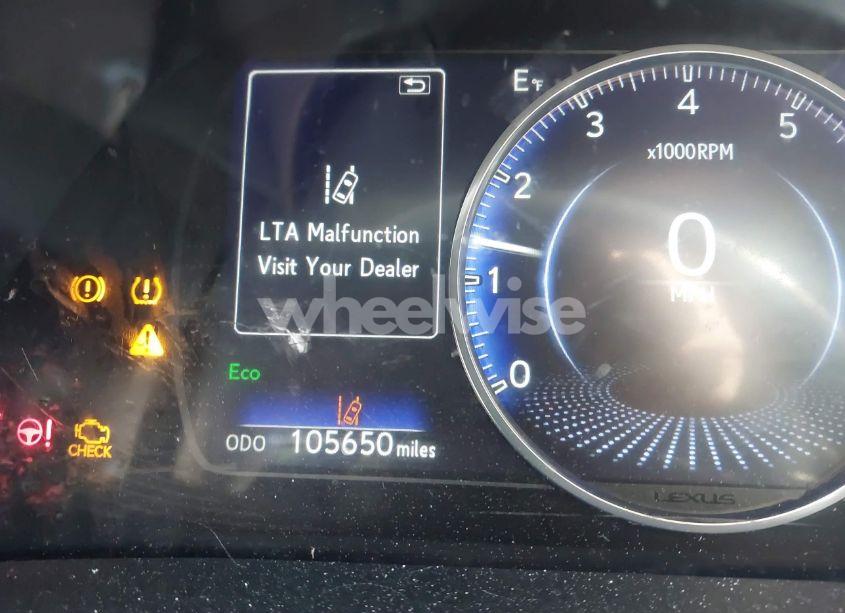 E°F
3
4
5
x1000RPM
2
LTA Malfunction
Visit Your Dealer
0
MPH
1
wheelwise
Eco
0
CHECK
ODO 105650 miles
LEXUS